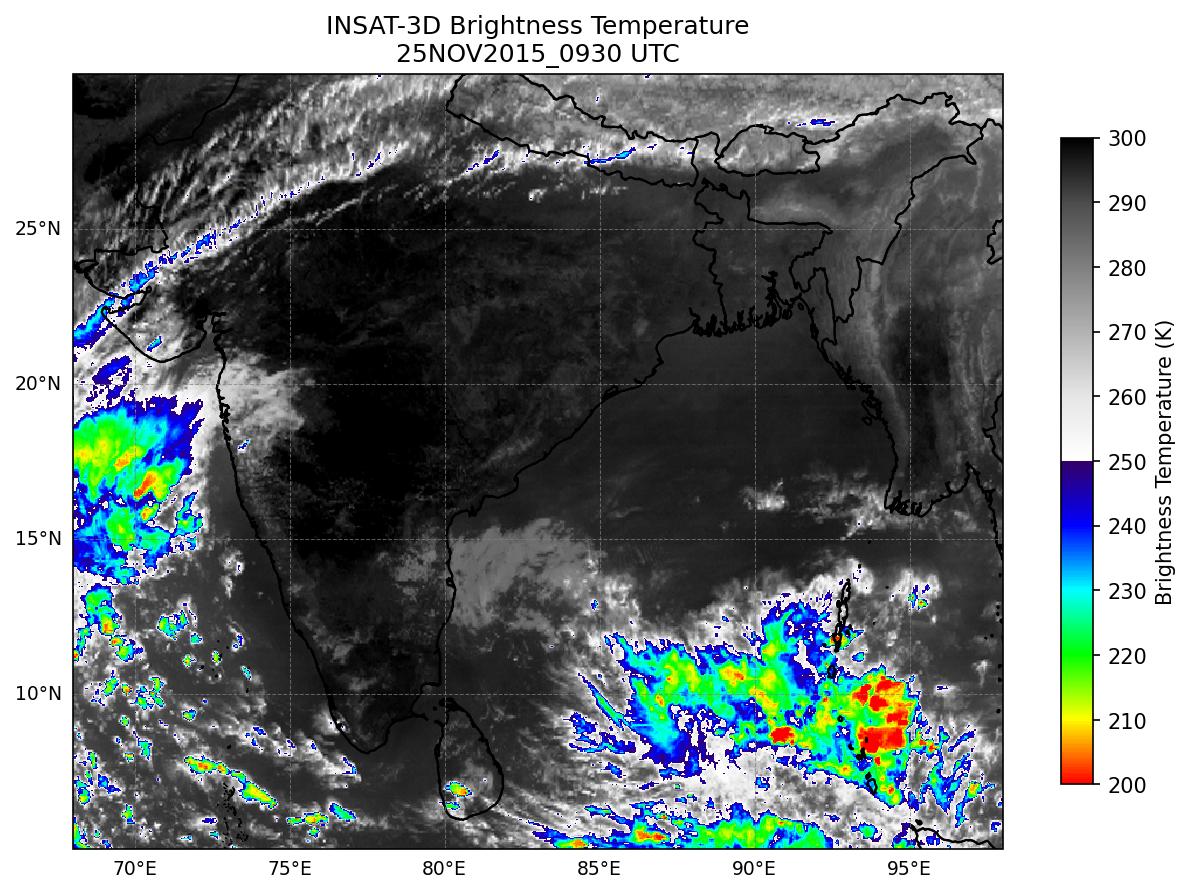 INSAT-3D Brightness Temperature
25NOV2015_0930 UTC
25°N
20°N
15°N
10°N
70°E
75°E
80°E
85°E
90°E
95°E
300
290
280
270
260
250
240
230
220
210
200
Brightness Temperature (K)